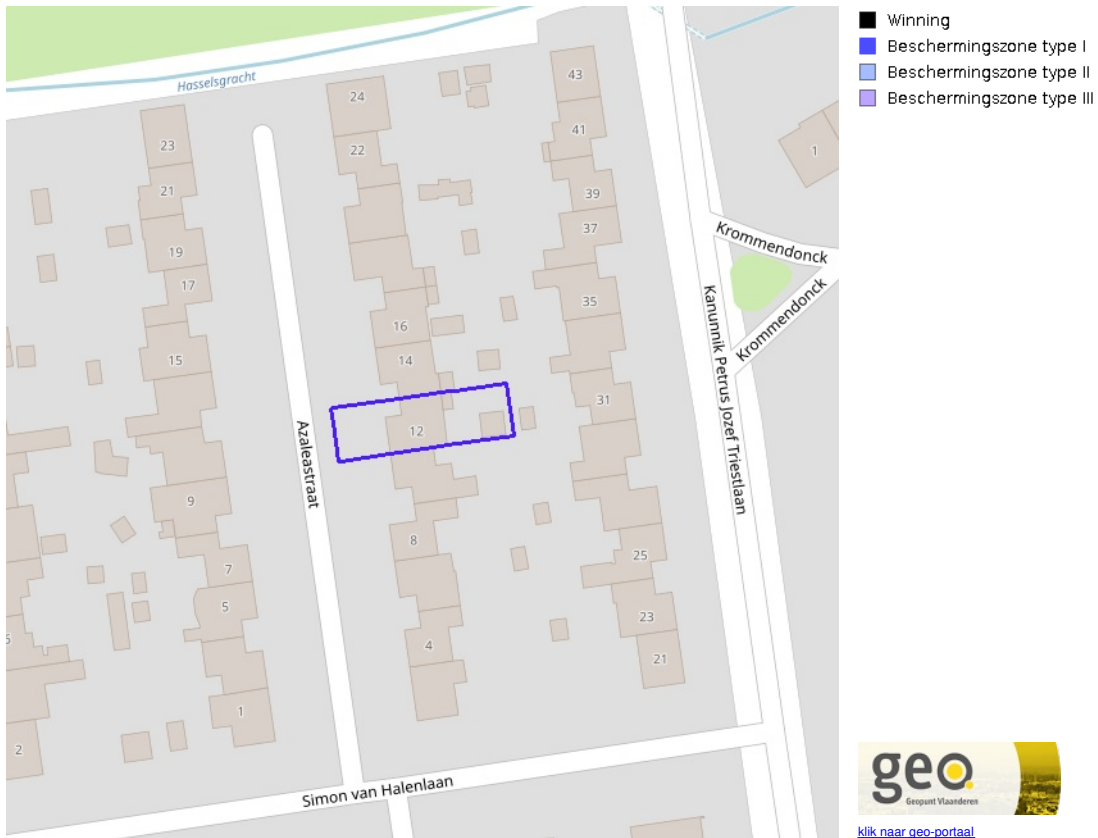 Hasselsgracht
24
43
23
22
41
1
21
39
19
37
Krommendonck
17
35
16
Krommendonck
15
14
Kanunnik Petrus Jozef Triestlaan
31
12
Azaleastraat
9
8
25
7
5
23
4
21
1
2
Simon van Halenlaan
Winning
Beschermingszone type I
Beschermingszone type II
Beschermingszone type III
geo.
Geopunt Vlaanderen
klik naar geo-portaal